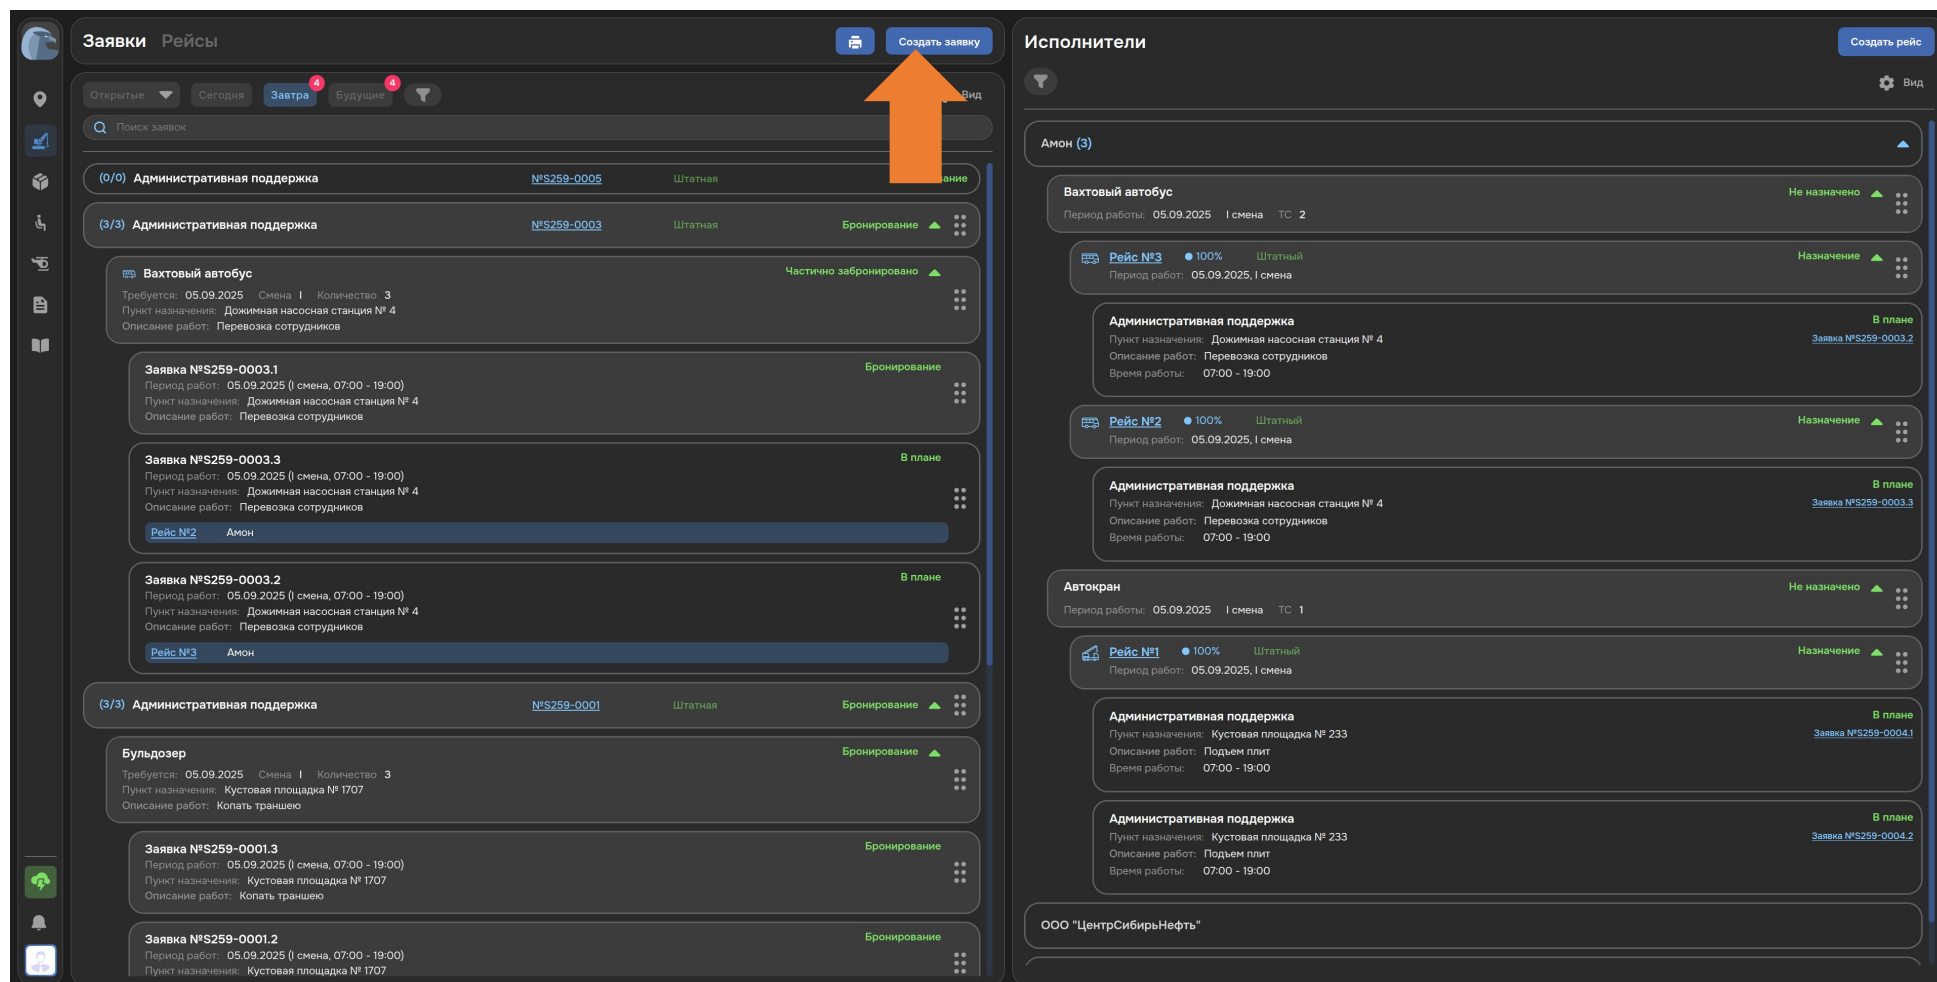 Заявки Рейсы
Создать заявку
Открытые Сегодня Завтра 4 Будущие 4
Вид
Поиск заявок
(0/0) Административная поддержка №S259-0005 Штатная
(3/3) Административная поддержка №S259-0003 Штатная Бронирование
Вахтовый автобус Частично забронировано
Требуется: 05.09.2025 Смена I Количество 3
Пункт назначения: Дожимная насосная станция № 4
Описание работ: Перевозка сотрудников
Заявка №S259-0003.1 Бронирование
Период работ: 05.09.2025 (I смена, 07:00 - 19:00)
Пункт назначения: Дожимная насосная станция № 4
Описание работ: Перевозка сотрудников
Заявка №S259-0003.3 В плане
Период работ: 05.09.2025 (I смена, 07:00 - 19:00)
Пункт назначения: Дожимная насосная станция № 4
Описание работ: Перевозка сотрудников
Рейс №2 Амон
Заявка №S259-0003.2 В плане
Период работ: 05.09.2025 (I смена, 07:00 - 19:00)
Пункт назначения: Дожимная насосная станция № 4
Описание работ: Перевозка сотрудников
Рейс №3 Амон
(3/3) Административная поддержка №S259-0001 Штатная Бронирование
Бульдозер Бронирование
Требуется: 05.09.2025 Смена I Количество 3
Пункт назначения: Кустовая площадка № 1707
Описание работ: Копать траншею
Заявка №S259-0001.3 Бронирование
Период работ: 05.09.2025 (I смена, 07:00 - 19:00)
Пункт назначения: Кустовая площадка № 1707
Описание работ: Копать траншею
Заявка №S259-0001.2 Бронирование
Период работ: 05.09.2025 (I смена, 07:00 - 19:00)
Пункт назначения: Кустовая площадка № 1707
Исполнители
Создать рейс
Вид
Амон (3)
Вахтовый автобус Не назначено
Период работы: 05.09.2025 I смена ТС 2
Рейс №3 100% Штатный Назначение
Период работ: 05.09.2025, I смена
Административная поддержка В плане
Пункт назначения: Дожимная насосная станция № 4 Заявка №S259-0003.2
Описание работ: Перевозка сотрудников
Время работы: 07:00 - 19:00
Рейс №2 100% Штатный Назначение
Период работ: 05.09.2025, I смена
Административная поддержка В плане
Пункт назначения: Дожимная насосная станция № 4 Заявка №S259-0003.3
Описание работ: Перевозка сотрудников
Время работы: 07:00 - 19:00
Автокран Не назначено
Период работы: 05.09.2025 I смена ТС 1
Рейс №1 100% Штатный Назначение
Период работ: 05.09.2025, I смена
Административная поддержка В плане
Пункт назначения: Кустовая площадка № 233 Заявка №S259-0004.1
Описание работ: Подъем плит
Время работы: 07:00 - 19:00
Административная поддержка В плане
Пункт назначения: Кустовая площадка № 233 Заявка №S259-0004.2
Описание работ: Подъем плит
Время работы: 07:00 - 19:00
ООО "ЦентрСибирьНефть"